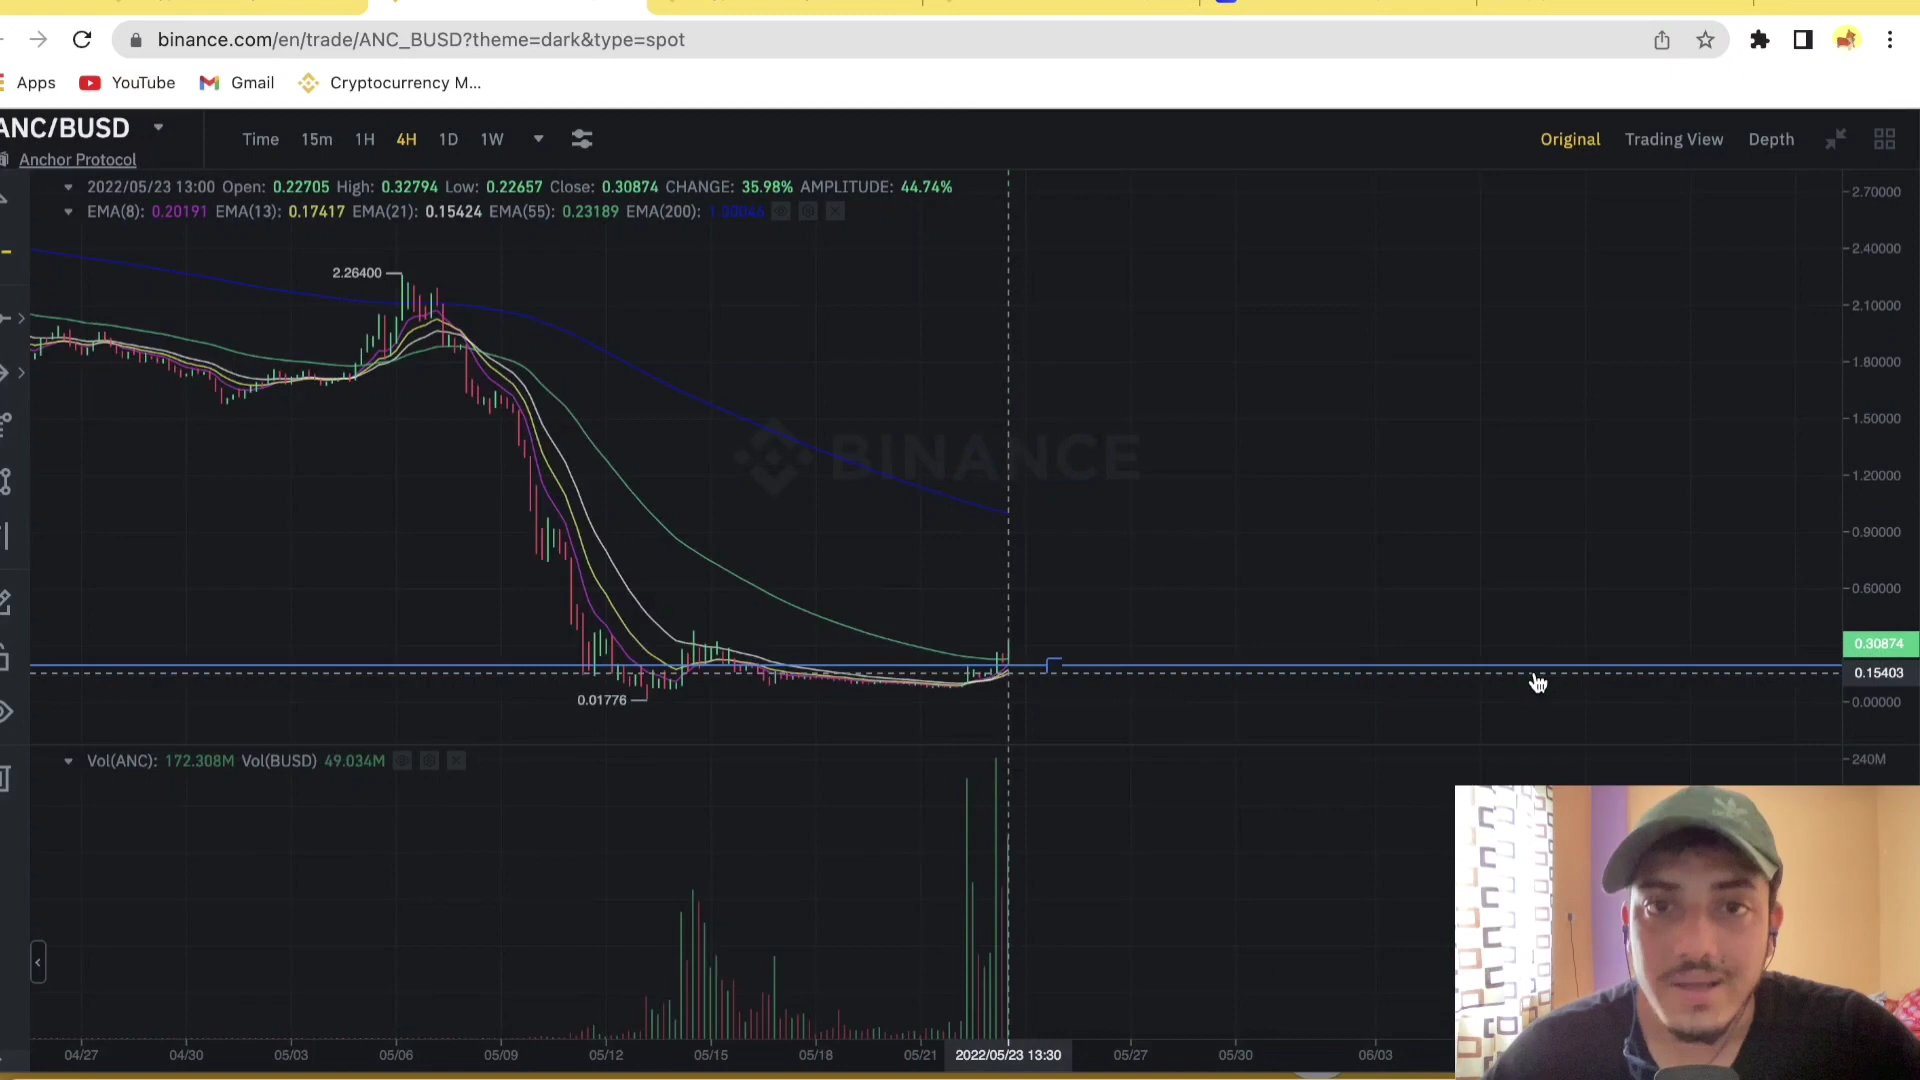 binance.com/en/trade/ANC_BUSD?theme=dark&type=spot
Apps YouTube Gmail Cryptocurrency M...
ANC/BUSD
Anchor Protocol
Time 15m 1H 4H 1D 1W
Original Trading View Depth
2022/05/23 13:00 Open: 0.22705 High: 0.32794 Low: 0.22657 Close: 0.30874 CHANGE: 35.98% AMPLITUDE: 44.74%
EMA(8): 0.20191 EMA(13): 0.17417 EMA(21): 0.15424 EMA(55): 0.23189 EMA(200):
2.70000
2.40000
2.26400
2.10000
1.80000
1.50000
BINANCE
1.20000
0.90000
0.60000
0.30874
0.15403
0.01776
0.00000
Vol(ANC): 172.308M Vol(BUSD) 49.034M
240M
04/27 04/30 05/03 05/06 05/09 05/12 05/15 05/18 05/21 2022/05/23 13:30 05/27 05/30 06/03